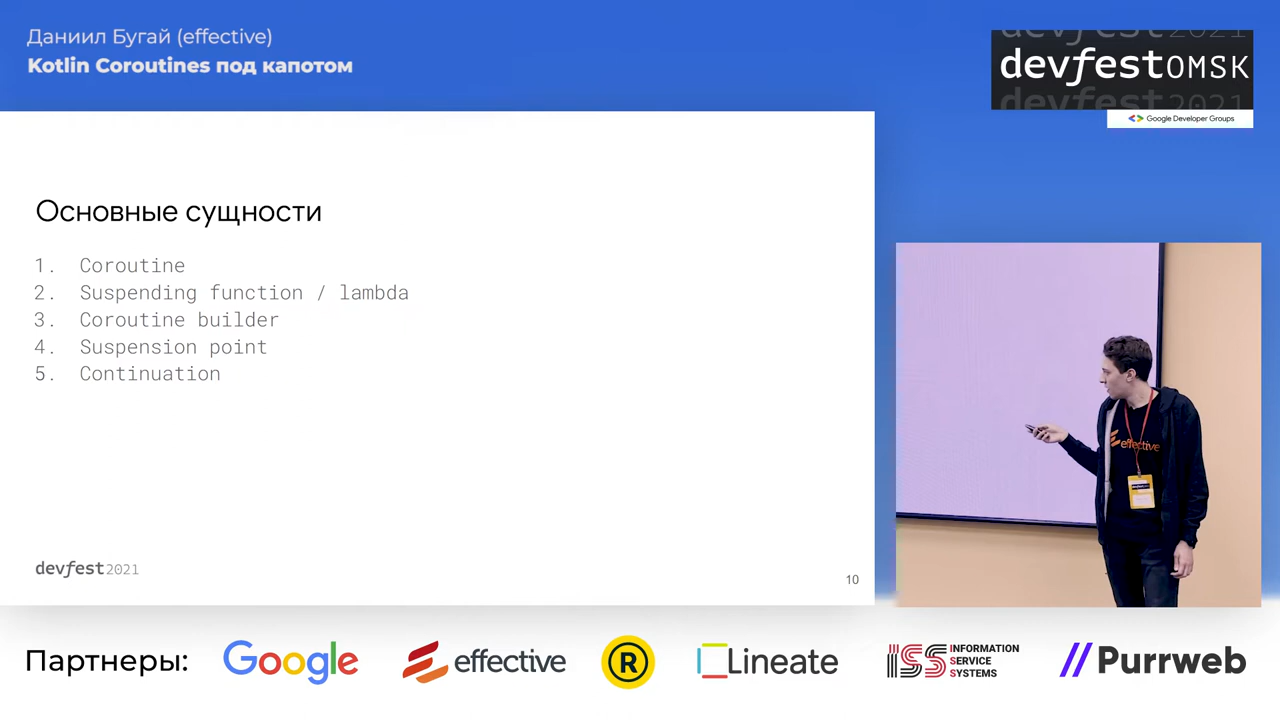 Даниил Бугай (effective)
Kotlin Coroutines под капотом
devfest2021
devfestOMSK
devfest2021
Google Developer Groups
Основные сущности
1. Coroutine
2. Suspending function / lambda
3. Coroutine builder
4. Suspension point
5. Continuation
devfest2021
10
effective
Партнеры:
Google
effective
R
Lineate
ISS INFORMATION
SERVICE
SYSTEMS
Purrweb